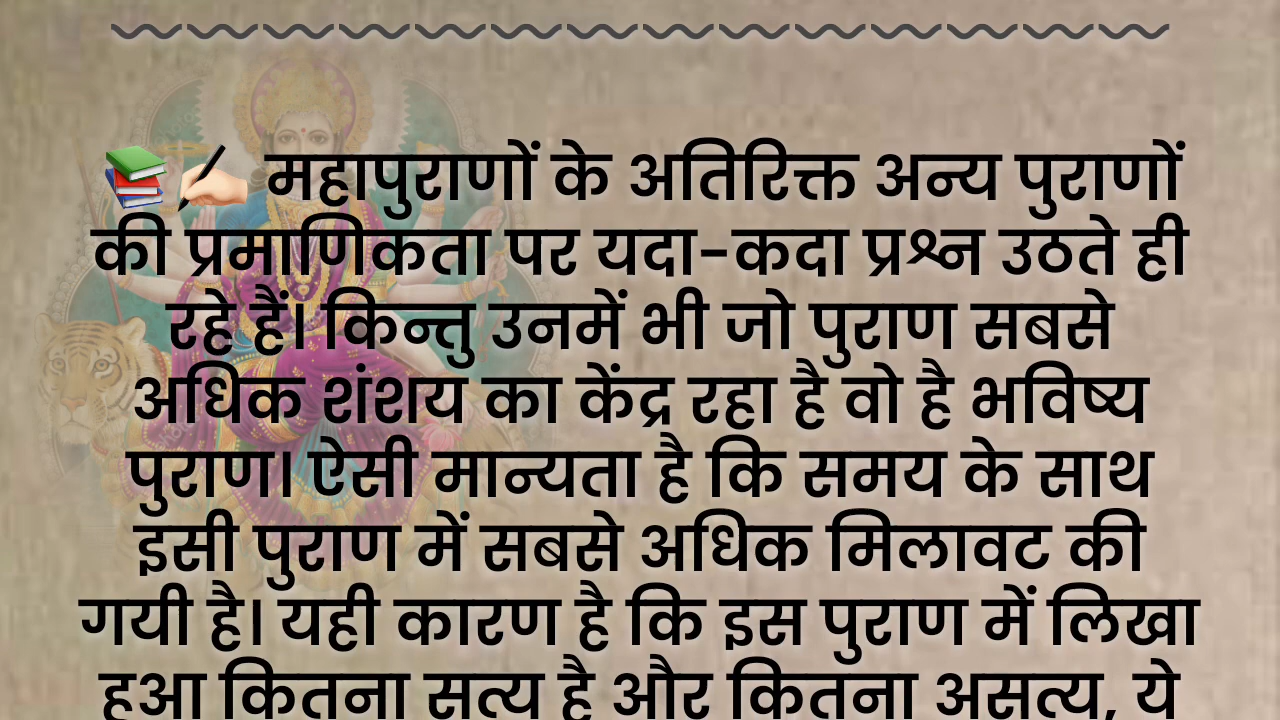 📚✍🏻 महापुराणों के अतिरिक्त अन्य पुराणों
की प्रमाणिकता पर यदा-कदा प्रश्न उठते ही
रहे हैं। किन्तु उनमें भी जो पुराण सबसे
अधिक शंशय का केंद्र रहा है वो है भविष्य
पुराण। ऐसी मान्यता है कि समय के साथ
इसी पुराण में सबसे अधिक मिलावट की
गयी है। यही कारण है कि इस पुराण में लिखा
हुआ कितना सत्य है और कितना असत्य, ये